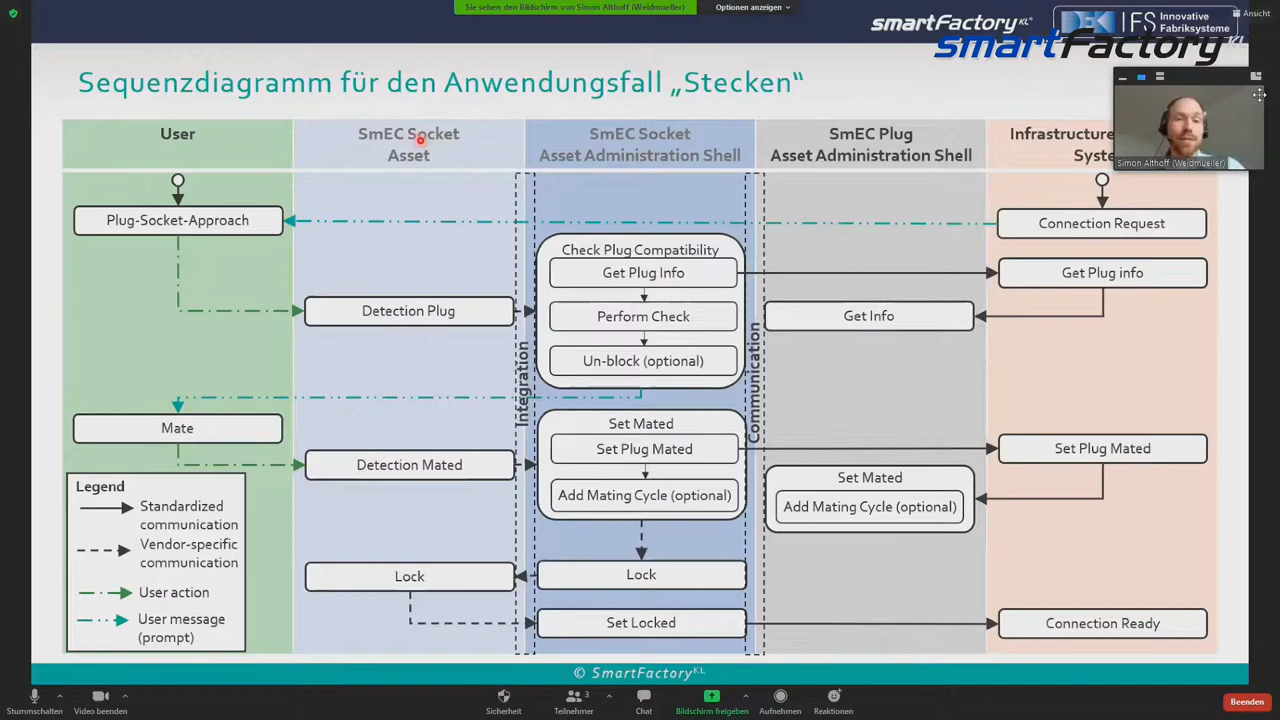 Sie sehen den Bildschirm von Simon Althoff (Weidmueller)
Optionen anzeigen
Ansicht
smartFactory KL
DFKI IFS Innovative
Fabriksysteme
smartFactory KL
Sequenzdiagramm für den Anwendungsfall „Stecken“
User
SmEC Socket
Asset
SmEC Socket
Asset Administration Shell
SmEC Plug
Asset Administration Shell
Infrastructure
Simon Althoff (Weidmueller)
Plug-Socket-Approach
Connection Request
Check Plug Compatibility
Get Plug Info
Get Plug info
Detection Plug
Perform Check
Get Info
Un-block (optional)
Integration
Communication
Mate
Set Mated
Set Plug Mated
Set Plug Mated
Detection Mated
Set Mated
Add Mating Cycle (optional)
Add Mating Cycle (optional)
Legend
Standardized
communication
Vendor-specific
communication
User action
User message
(prompt)
Lock
Lock
Set Locked
Connection Ready
© SmartFactoryKL
Stummschalten
Video beenden
Sicherheit
3
Teilnehmer
Chat
Bildschirm freigeben
Aufnehmen
Reaktionen
Beenden